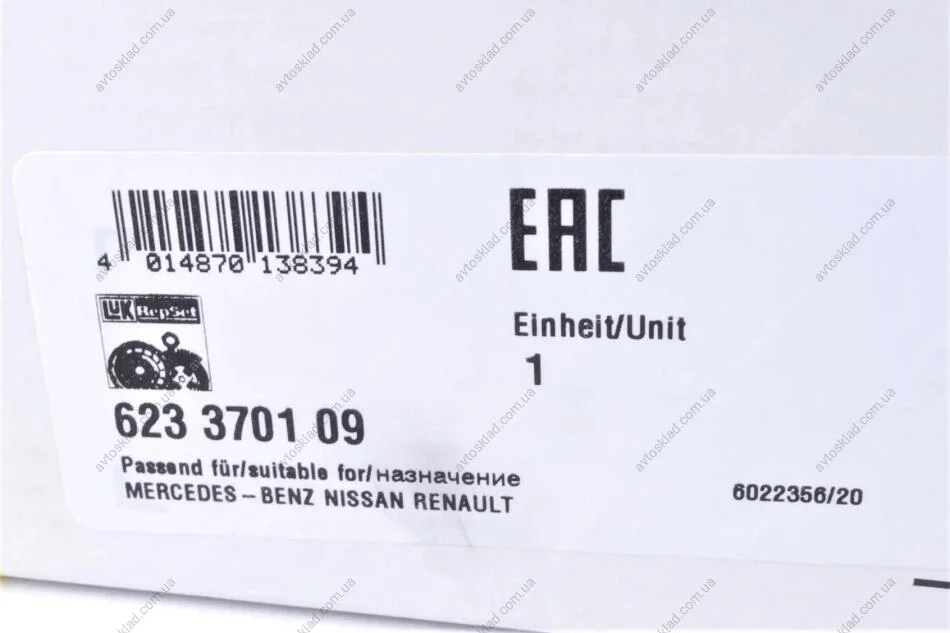 4 014870 138394
EAC
LUK RepSet
Einheit/Unit
1
623 3701 09
Passend für/suitable for/назначение
MERCEDES-BENZ NISSAN RENAULT
6022356/20
avtosklad.com.ua